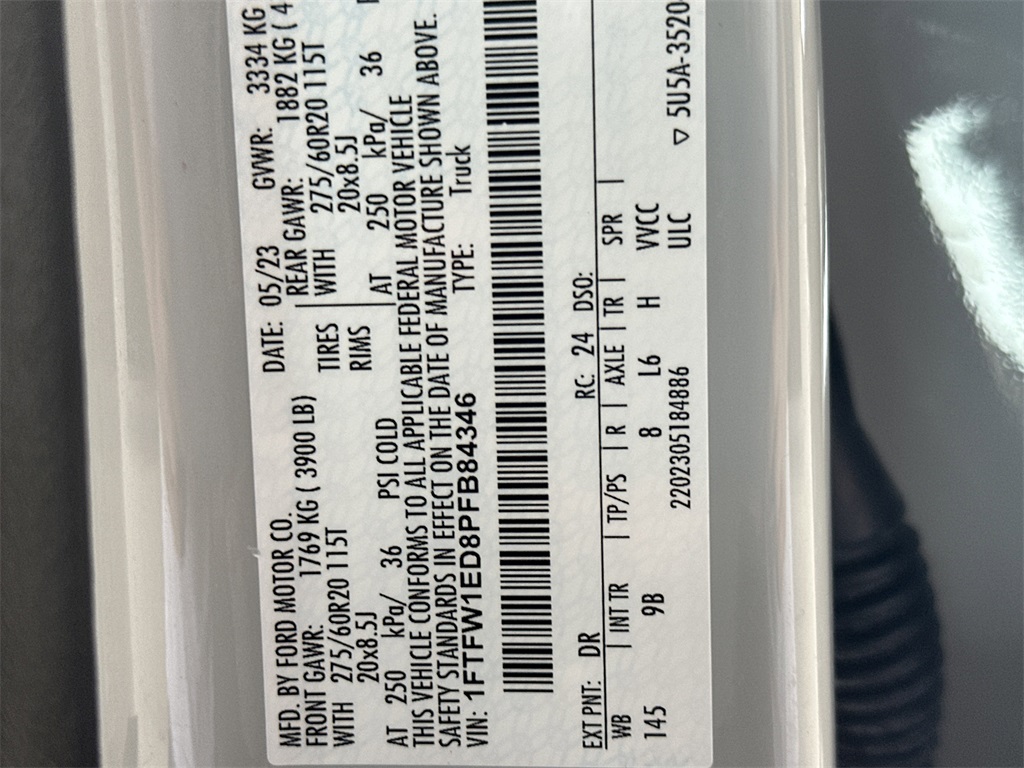 MFD. BY FORD MOTOR CO. DATE: 05/23 GVWR: 3334 KG
FRONT GAWR: 1769 KG ( 3900 LB) REAR GAWR: 1882 KG ( 4
WITH 275/60R20 115T TIRES WITH 275/60R20 115T
20x8.5J RIMS 20x8.5J
AT 250 kPa/ 36 PSI COLD AT 250 kPa/ 36
THIS VEHICLE CONFORMS TO ALL APPLICABLE FEDERAL MOTOR VEHICLE
SAFETY STANDARDS IN EFFECT ON THE DATE OF MANUFACTURE SHOWN ABOVE.
VIN: 1FTFW1ED8PFB84346 TYPE: Truck
EXT PNT: DR RC: 24 DSO:
WB | INT TR | TP/PS | R | AXLE | TR | SPR |
145 9B 8 L6 H VVCC
2202305184886 ULC
▽ 5U5A-3520